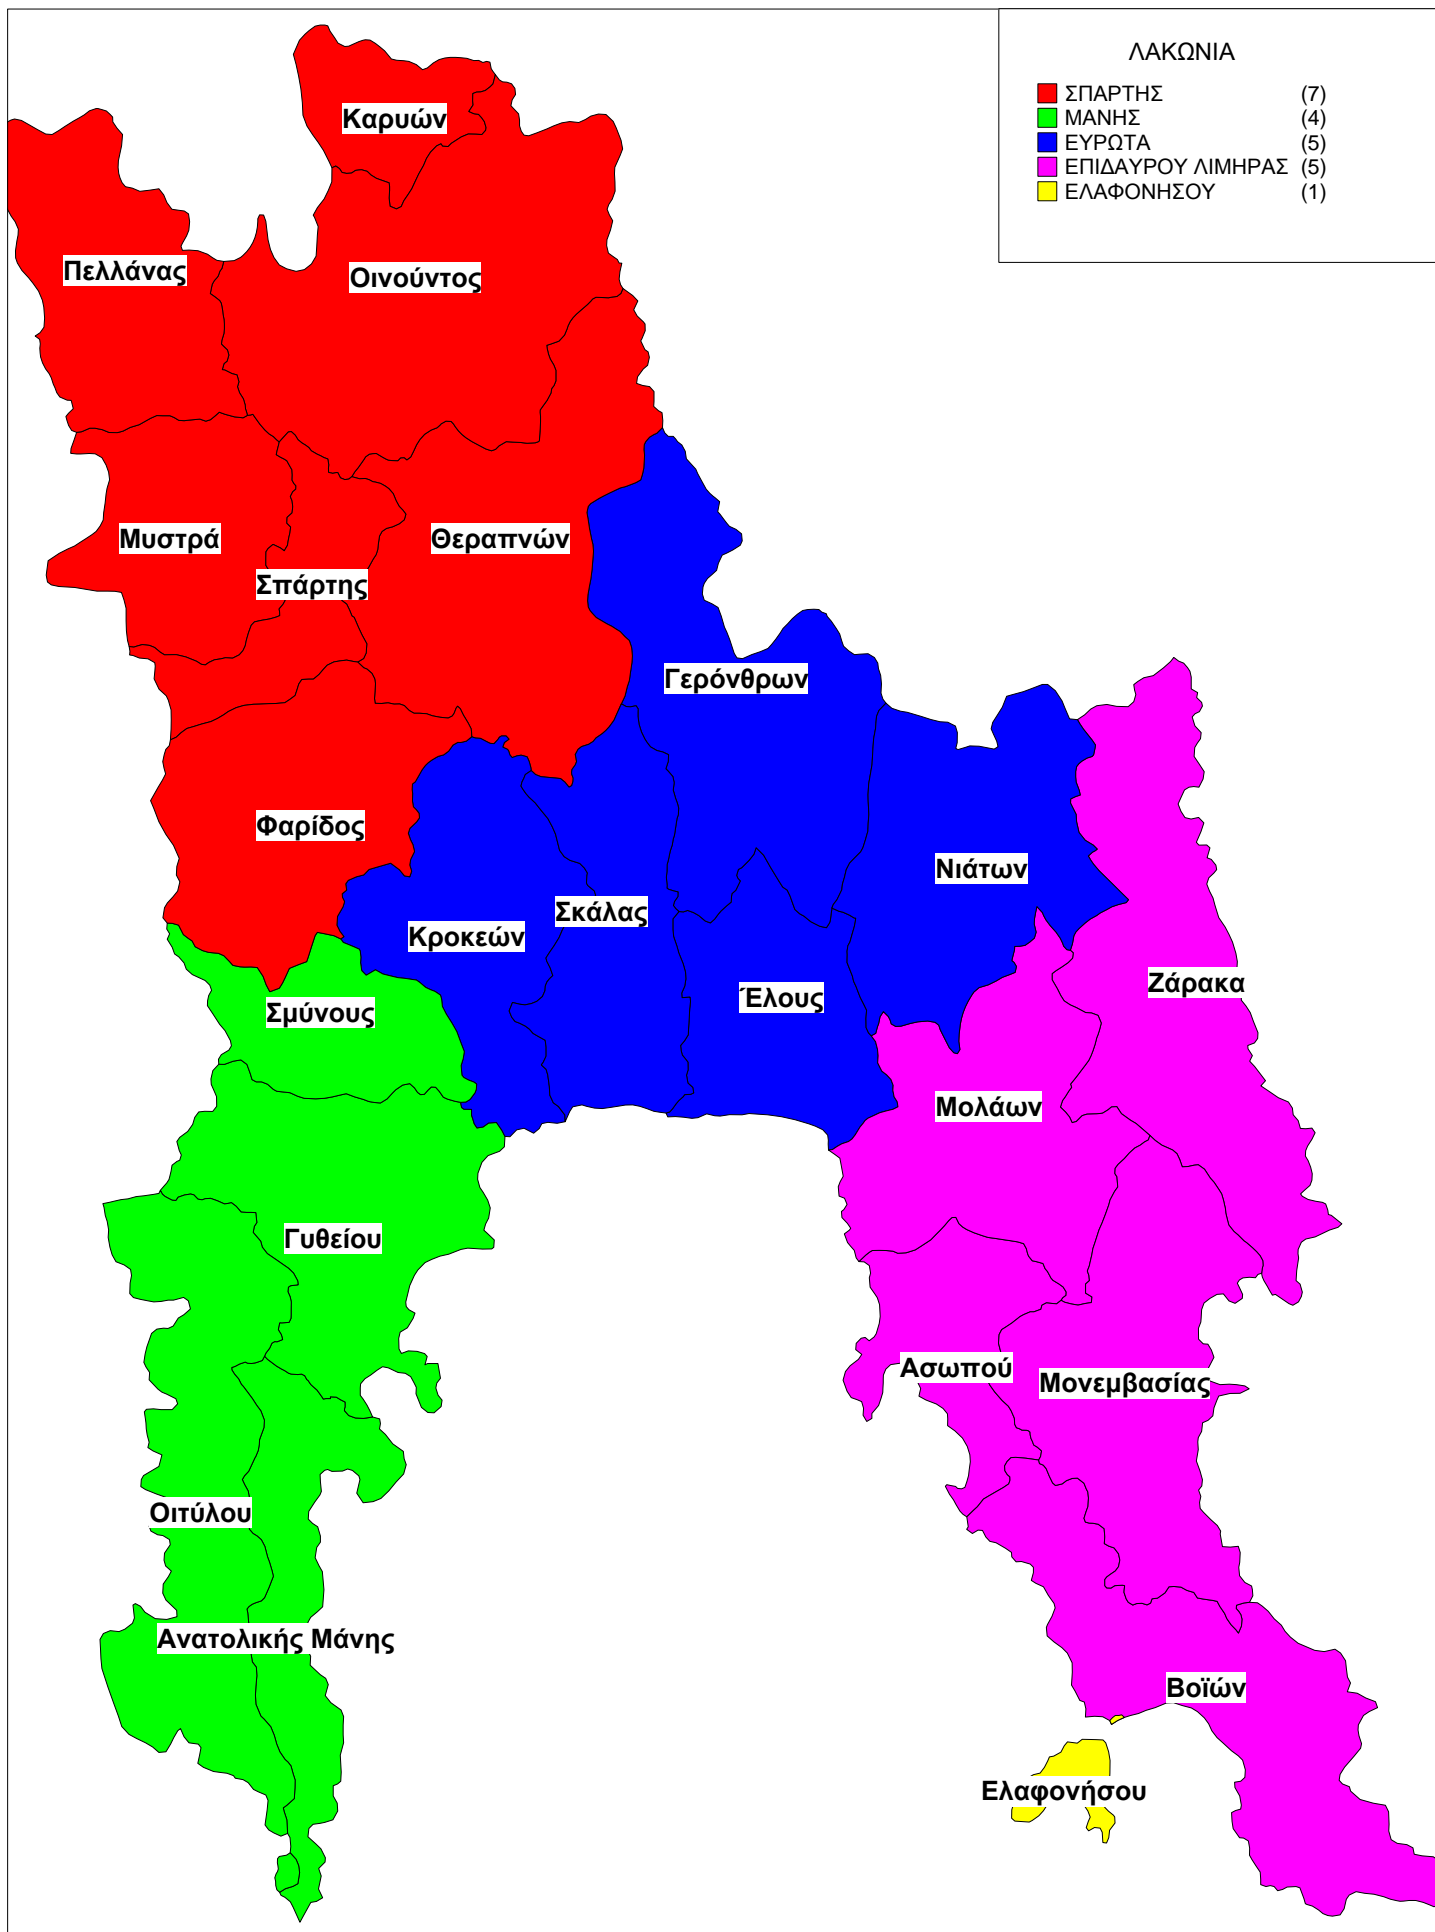 ΛΑΚΩΝΙΑ
ΣΠΑΡΤΗΣ (7)
ΜΑΝΗΣ (4)
ΕΥΡΩΤΑ (5)
ΕΠΙΔΑΥΡΟΥ ΛΙΜΗΡΑΣ (5)
ΕΛΑΦΟΝΗΣΟΥ (1)
Καρυών
Πελλάνας
Οινούντος
Μυστρά
Θεραπνών
Σπάρτης
Γερόνθρων
Φαρίδος
Νιάτων
Σκάλας
Κροκεών
Ζάρακα
Έλους
Σμύνους
Μολάων
Γυθείου
Ασωπού
Μονεμβασίας
Οιτύλου
Ανατολικής Μάνης
Βοϊών
Ελαφονήσου